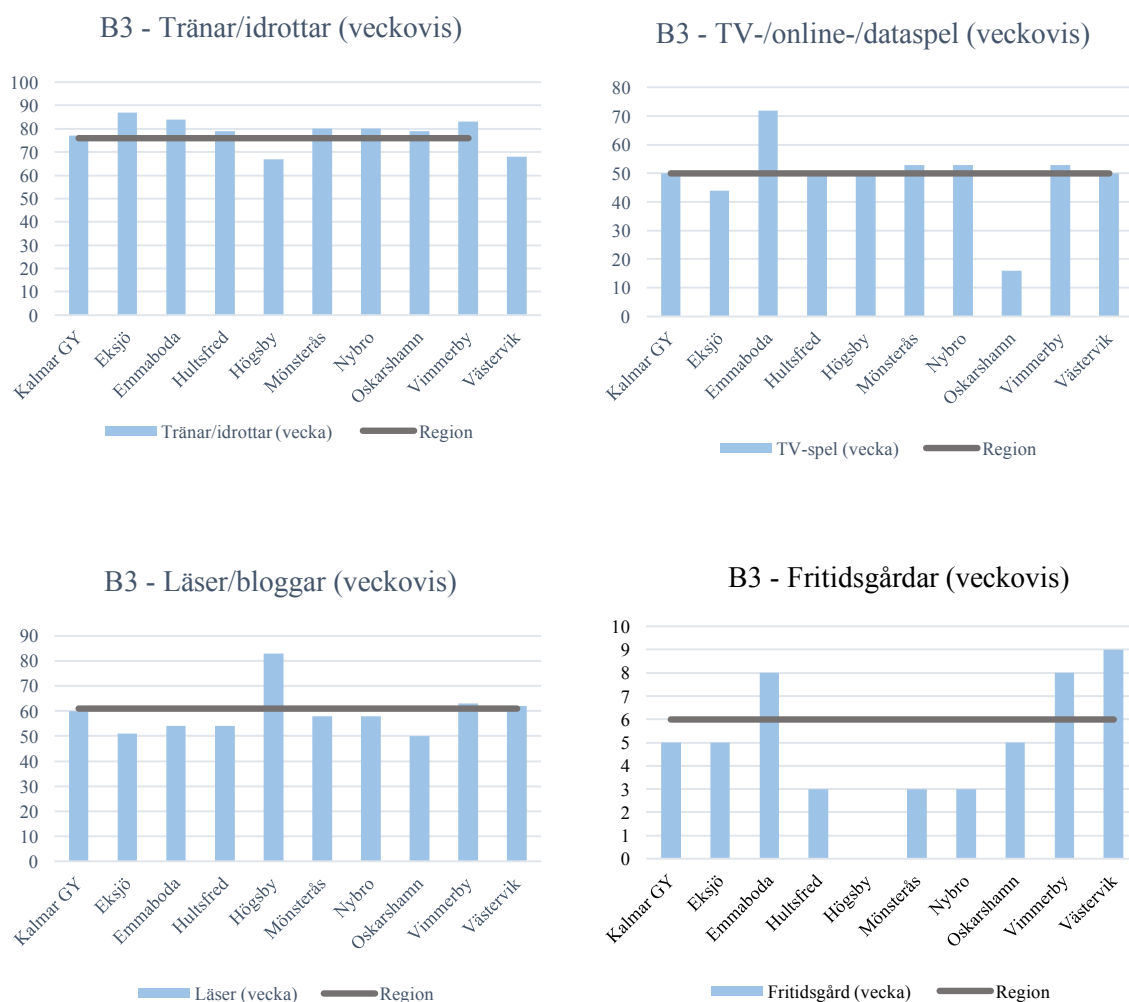 B3 - Tränar/idrottar (veckovis)
100
90
80
70
60
50
40
30
20
10
0
Kalmar GY
Eksjö
Emmaboda
Hultsfred
Högsby
Mönsterås
Nybro
Oskarshamn
Vimmerby
Västervik
Tränar/idrottar (vecka)
Region
B3 - TV-/online-/dataspel (veckovis)
80
70
60
50
40
30
20
10
0
Kalmar GY
Eksjö
Emmaboda
Hultsfred
Högsby
Mönsterås
Nybro
Oskarshamn
Vimmerby
Västervik
TV-spel (vecka)
Region
B3 - Läser/bloggar (veckovis)
90
80
70
60
50
40
30
20
10
0
Kalmar GY
Eksjö
Emmaboda
Hultsfred
Högsby
Mönsterås
Nybro
Oskarshamn
Vimmerby
Västervik
Läser (vecka)
Region
B3 - Fritidsgårdar (veckovis)
10
9
8
7
6
5
4
3
2
1
0
Kalmar GY
Eksjö
Emmaboda
Hultsfred
Högsby
Mönsterås
Nybro
Oskarshamn
Vimmerby
Västervik
Fritidsgård (vecka)
Region